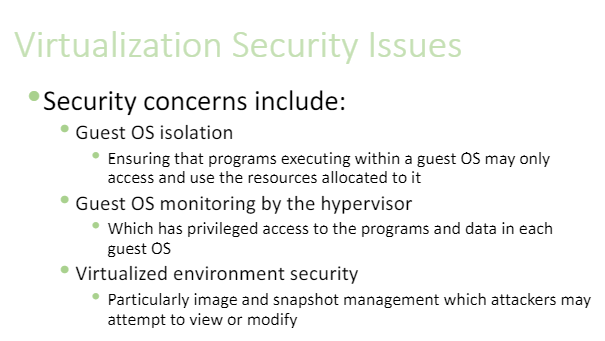 Virtualization Security Issues
•Security concerns include:
• Guest OS isolation
• Ensuring that programs executing within a guest OS may only
access and use the resources allocated to it
• Guest OS monitoring by the hypervisor
• Which has privileged access to the programs and data in each
guest OS
• Virtualized environment security
• Particularly image and snapshot management which attackers may
attempt to view or modify